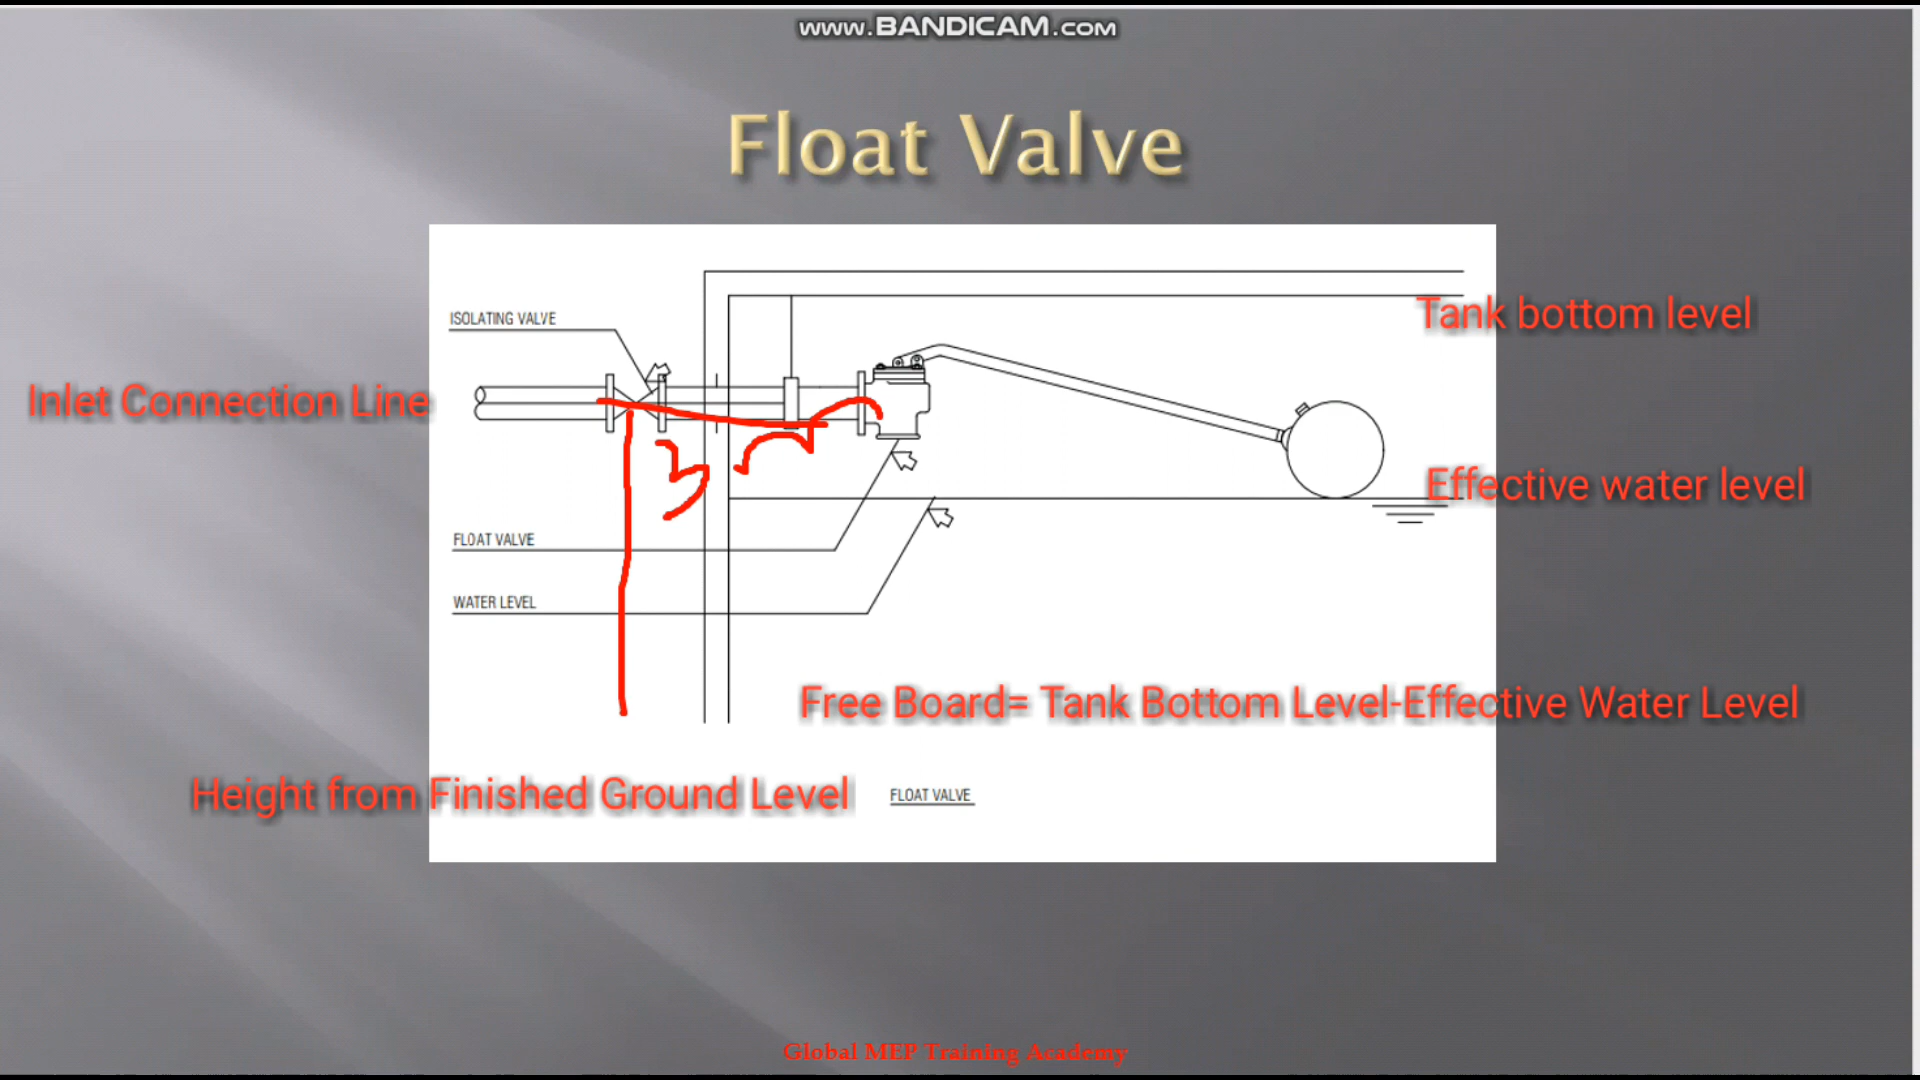 www.BANDICAM.com
Float Valve
ISOLATING VALVE
Tank bottom level
Inlet Connection Line
Effective water level
FLOAT VALVE
WATER LEVEL
Free Board= Tank Bottom Level-Effective Water Level
Height from Finished Ground Level
FLOAT VALVE
Global MEP Training Academy